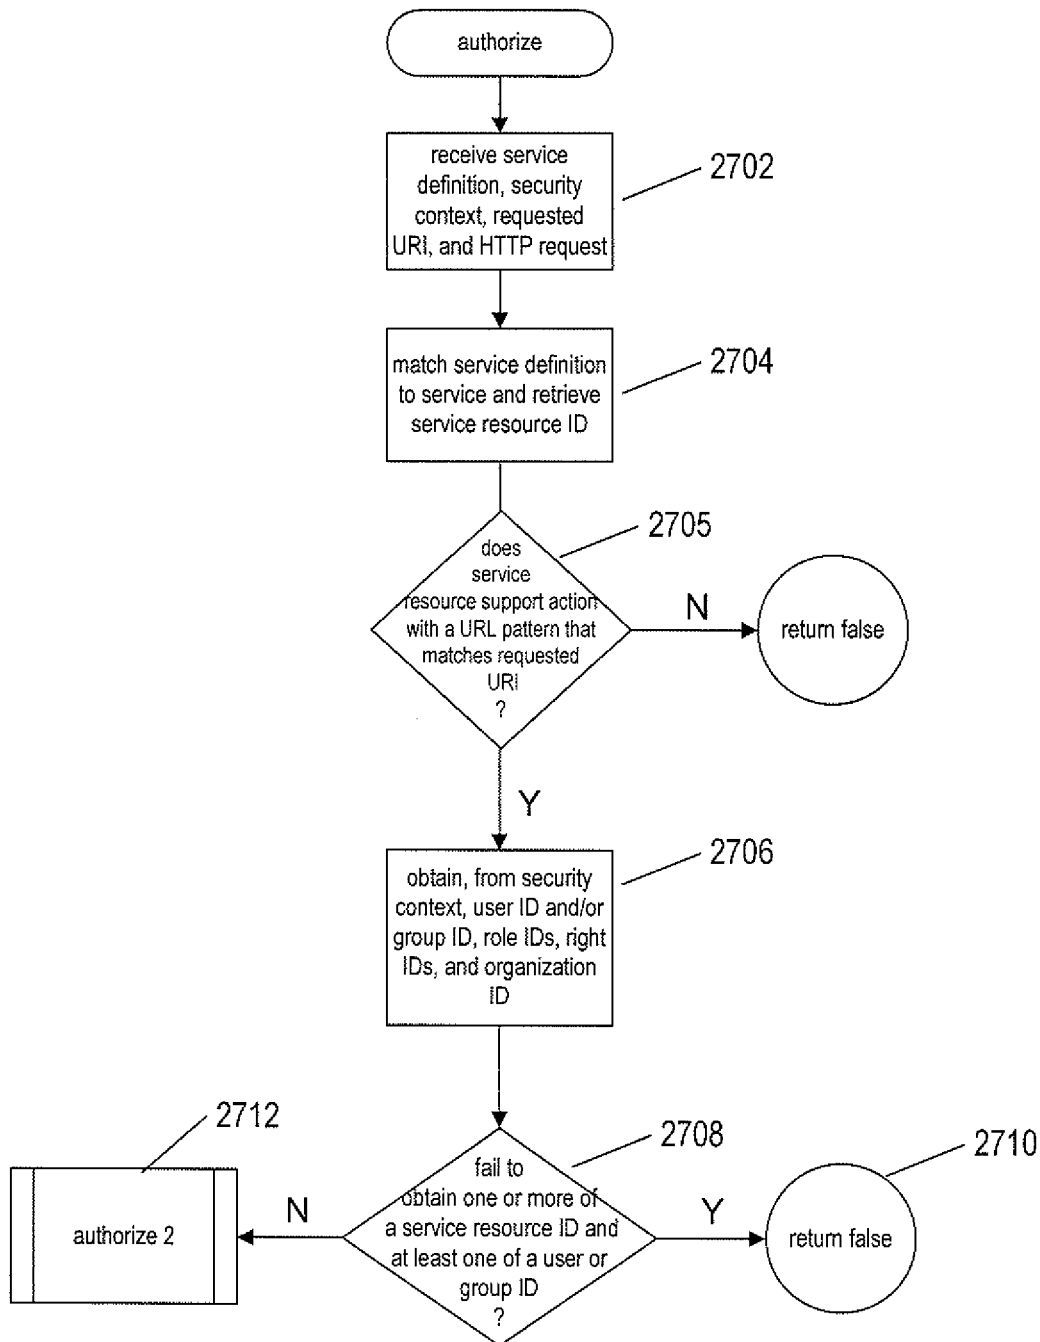 authorize
receive service
definition, security
context, requested
URI, and HTTP request
2702
match service definition
to service and retrieve
service resource ID
2704
does
service
resource support action
with a URL pattern that
matches requested
URI
?
2705
N
return false
Y
obtain, from security
context, user ID and/or
group ID, role IDs, right
IDs, and organization
ID
2706
fail to
obtain one or more of
a service resource ID and
at least one of a user or
group ID
?
2708
Y
return false
2710
N
authorize 2
2712